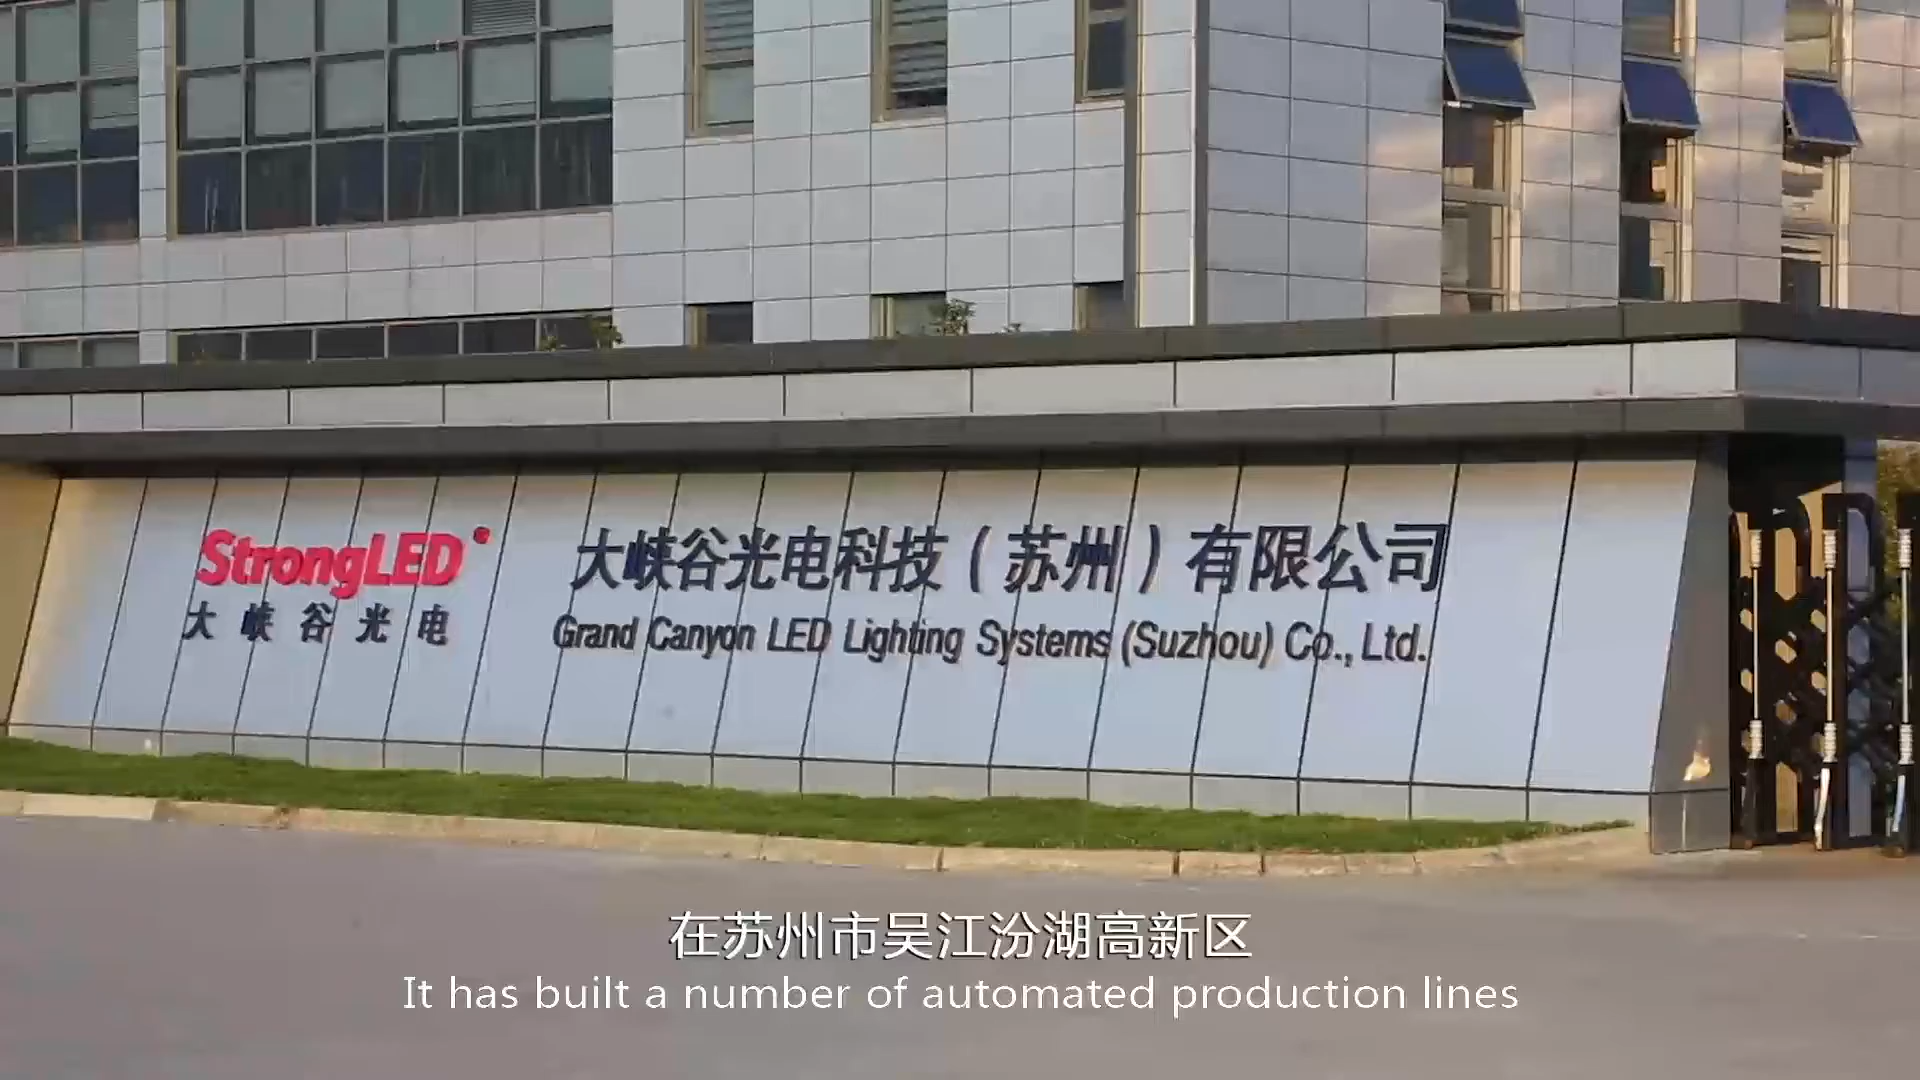 StrongLED
大峡谷光电
大峡谷光电科技(苏州)有限公司
Grand Canyon LED Lighting Systems (Suzhou) Co., Ltd.
在苏州市吴江汾湖高新区
It has built a number of automated production lines